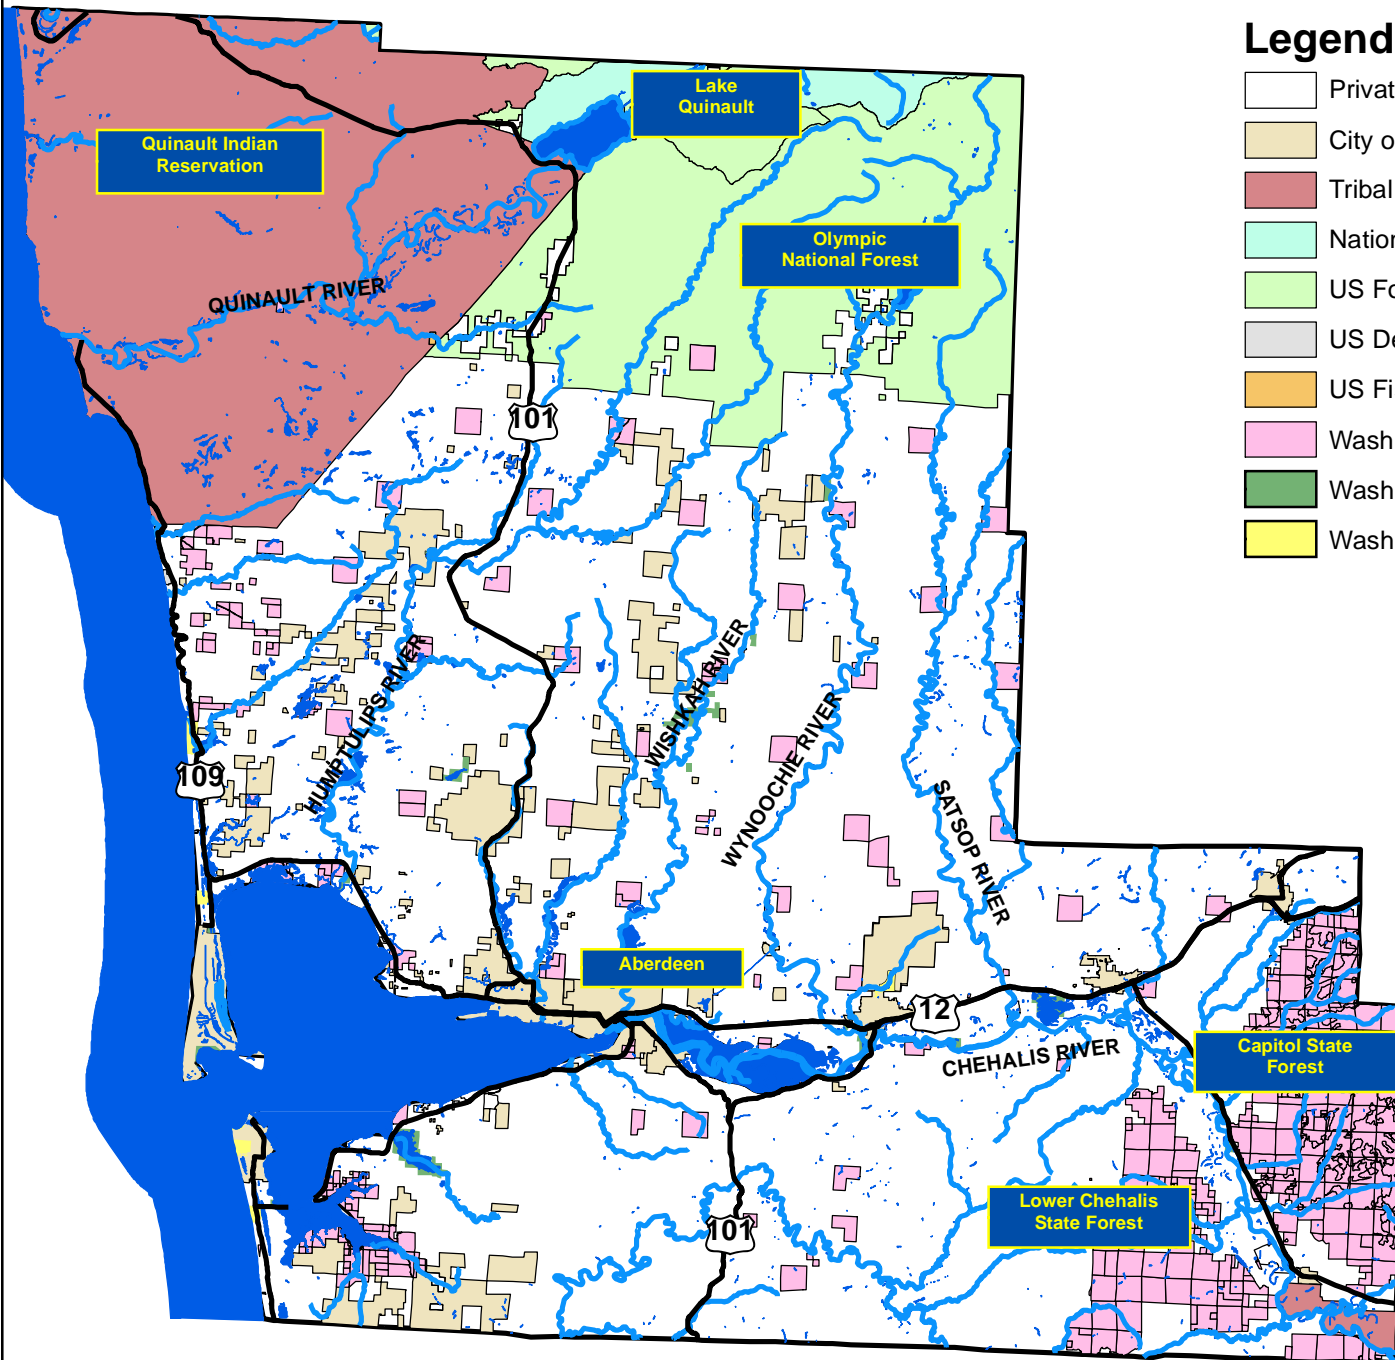 Legend
Privat
City o
Tribal
Nation
US Fo
US De
US Fi
Wash
Wash
Wash
Lake
Quinault
Quinault Indian
Reservation
Olympic
National Forest
QUINAULT RIVER
101
HUMPTULIPS RIVER
WISHKAH RIVER
WYNOOCHIE RIVER
SATSOP RIVER
109
Aberdeen
12
CHEHALIS RIVER
Capitol State
Forest
Lower Chehalis
State Forest
101